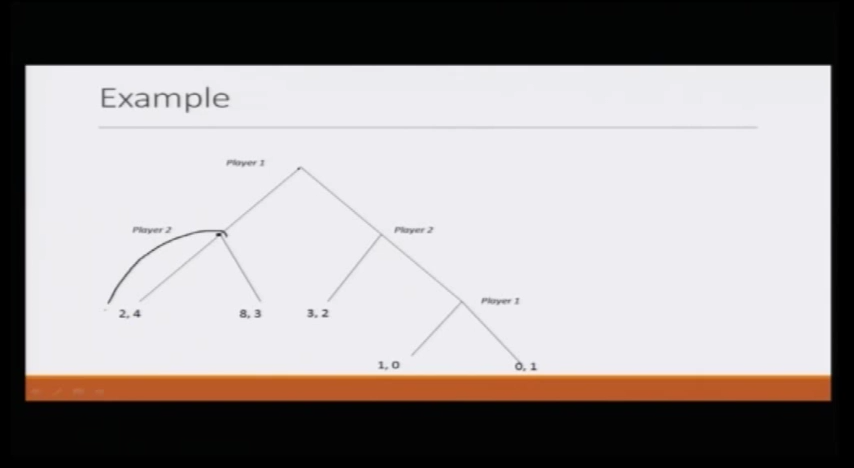 Example
Player 1
Player 2
Player 2
2, 4
8, 3
3, 2
Player 1
1, 0
0, 1